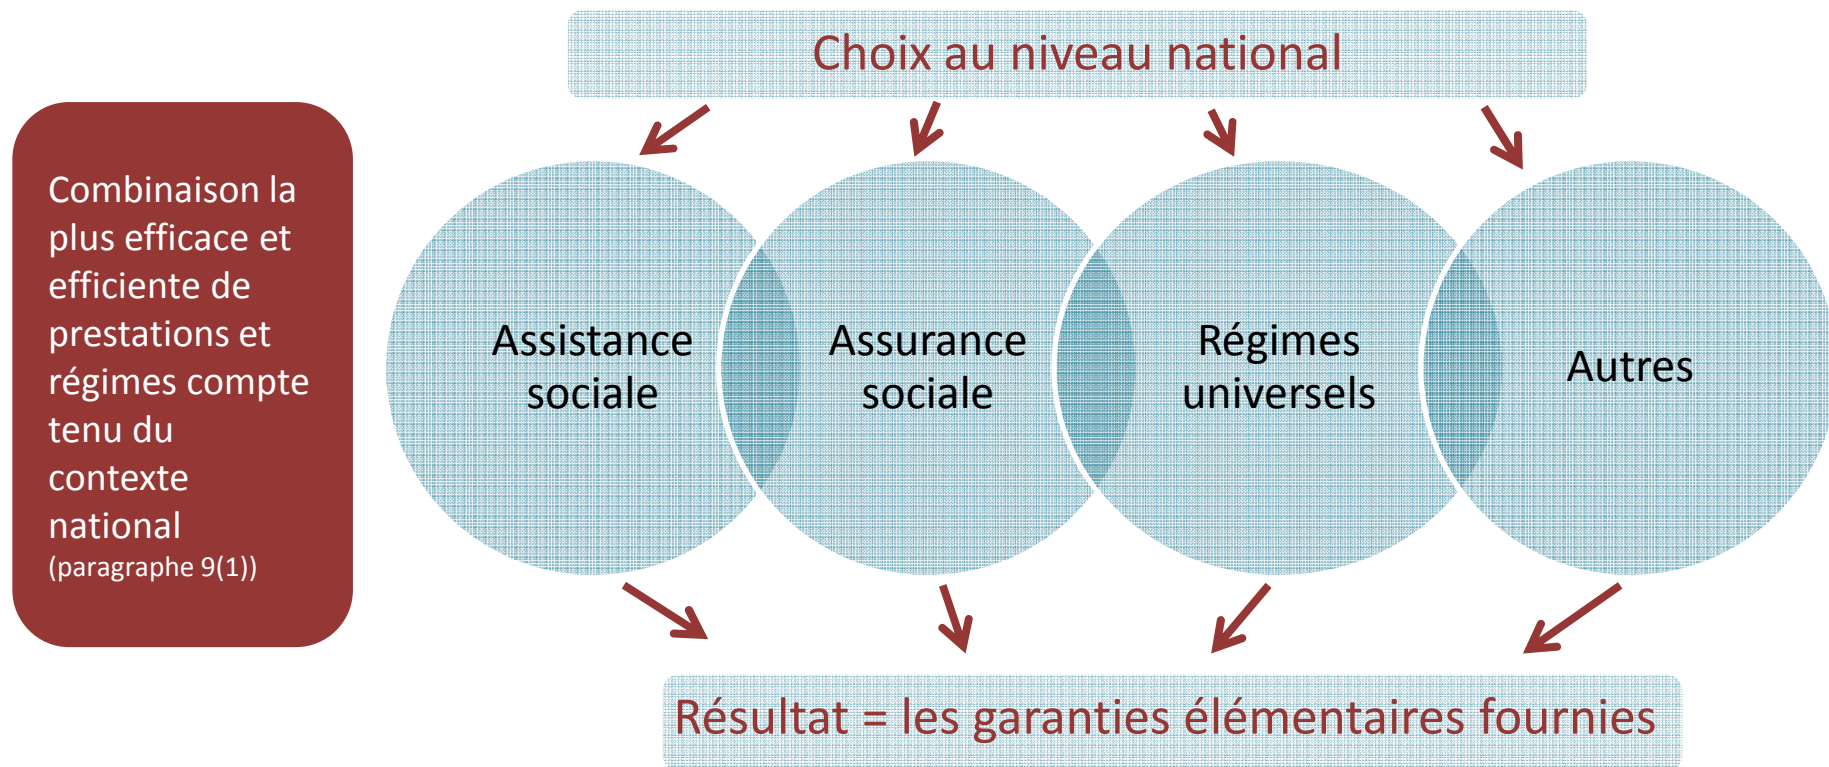 Choix au niveau national
Combinaison la
plus efficace et
efficiente de
prestations et
régimes compte
tenu du
contexte
national
(paragraphe 9(1))
Assistance
sociale
Assurance
sociale
Régimes
universels
Autres
Résultat = les garanties élémentaires fournies